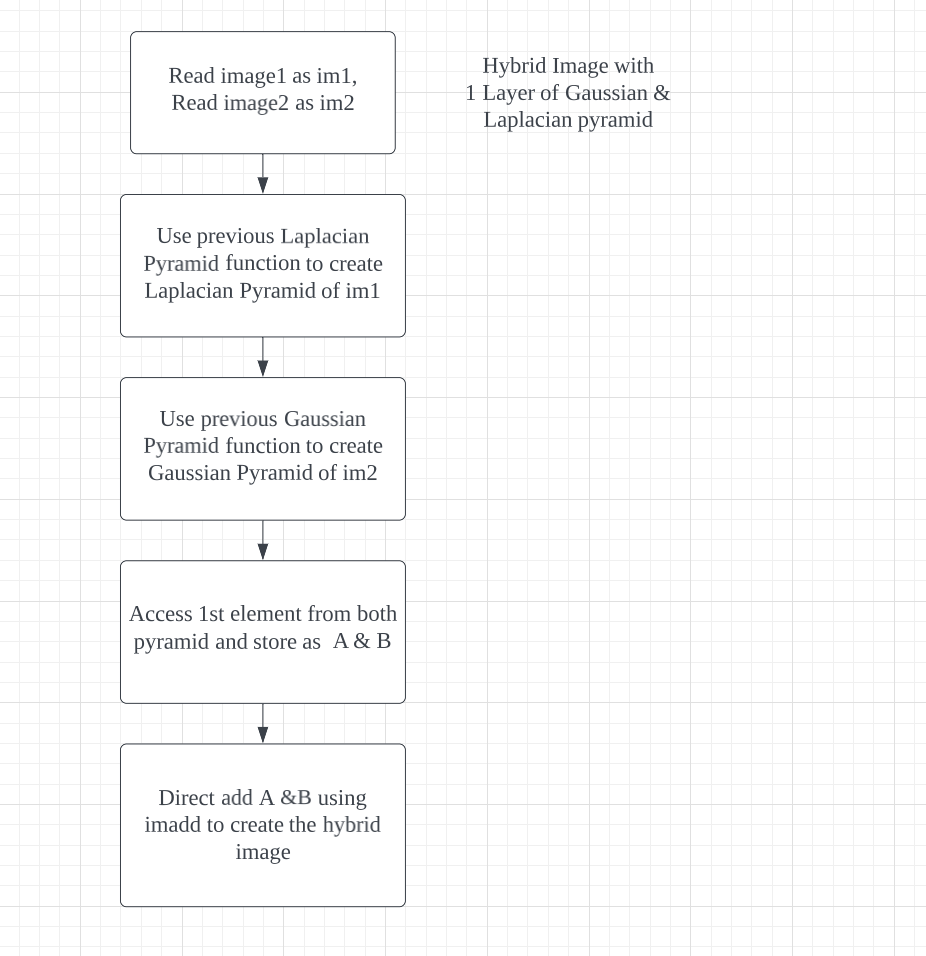 Read image1 as im1,
Read image2 as im2
Hybrid Image with
1 Layer of Gaussian &
Laplacian pyramid
Use previous Laplacian
Pyramid function to create
Laplacian Pyramid of im1
Use previous Gaussian
Pyramid function to create
Gaussian Pyramid of im2
Access 1st element from both
pyramid and store as A & B
Direct add A &B using
imadd to create the hybrid
image